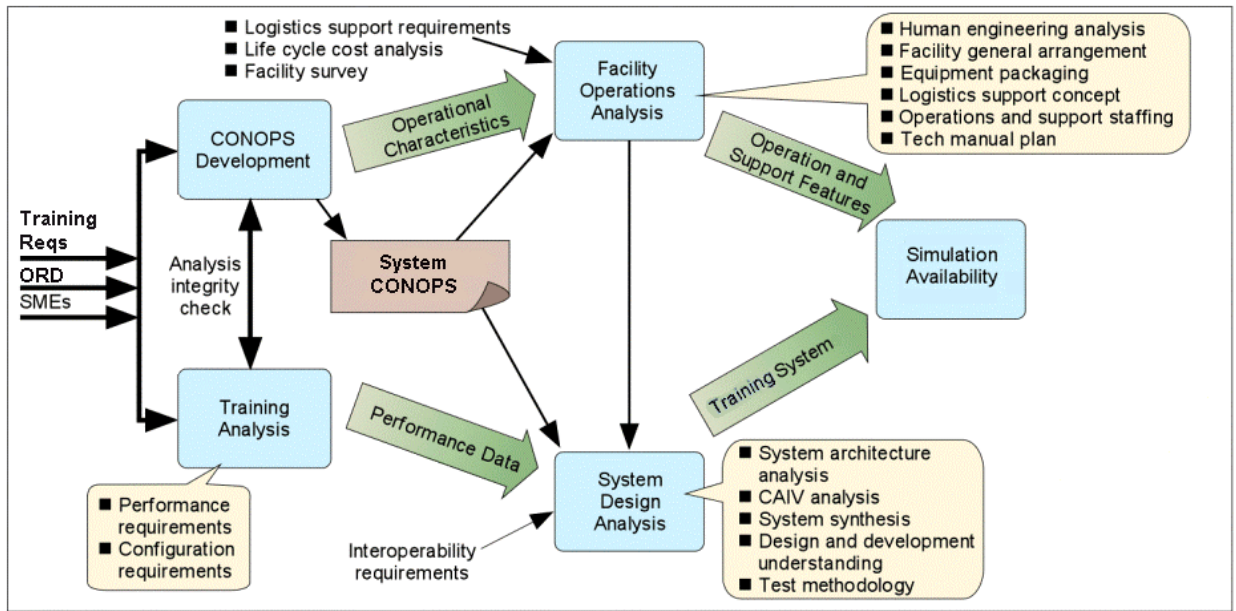 ■ Logistics support requirements
■ Life cycle cost analysis
■ Facility survey
Facility
Operations
Analysis
■ Human engineering analysis
■ Facility general arrangement
■ Equipment packaging
■ Logistics support concept
■ Operations and support staffing
■ Tech manual plan
CONOPS
Development
Operational
Characteristics
Operation and
Support Features
Training
Reqs
ORD
SMEs
Analysis
integrity
check
System
CONOPS
Simulation
Availability
Training
Analysis
Performance Data
Training System
■ Performance
requirements
■ Configuration
requirements
Interoperability
requirements
System
Design
Analysis
■ System architecture
analysis
■ CAIV analysis
■ System synthesis
■ Design and development
understanding
■ Test methodology